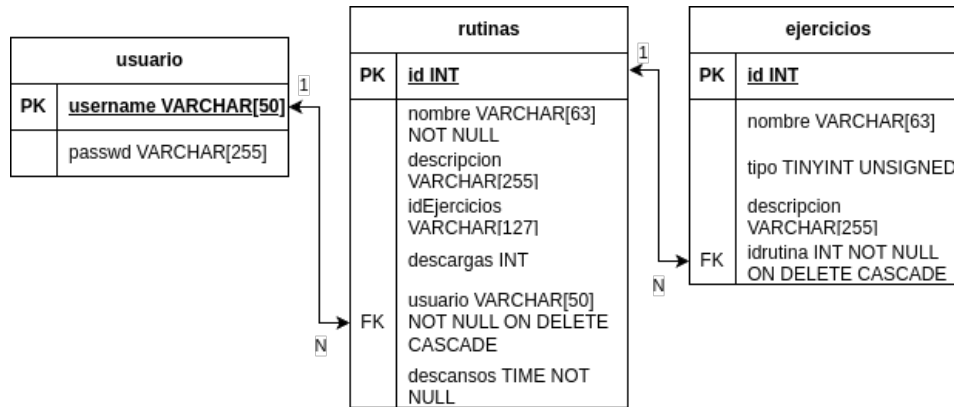 usuario
PK username VARCHAR[50]
passwd VARCHAR[255]
1
N
rutinas
PK id INT
nombre VARCHAR[63]
NOT NULL
descripcion
VARCHAR[255]
idEjercicios
VARCHAR[127]
descargas INT
FK usuario VARCHAR[50]
NOT NULL ON DELETE
CASCADE
descansos TIME NOT
NULL
1
N
ejercicios
PK id INT
nombre VARCHAR[63]
tipo TINYINT UNSIGNED
descripcion
VARCHAR[255]
FK idrutina INT NOT NULL
ON DELETE CASCADE